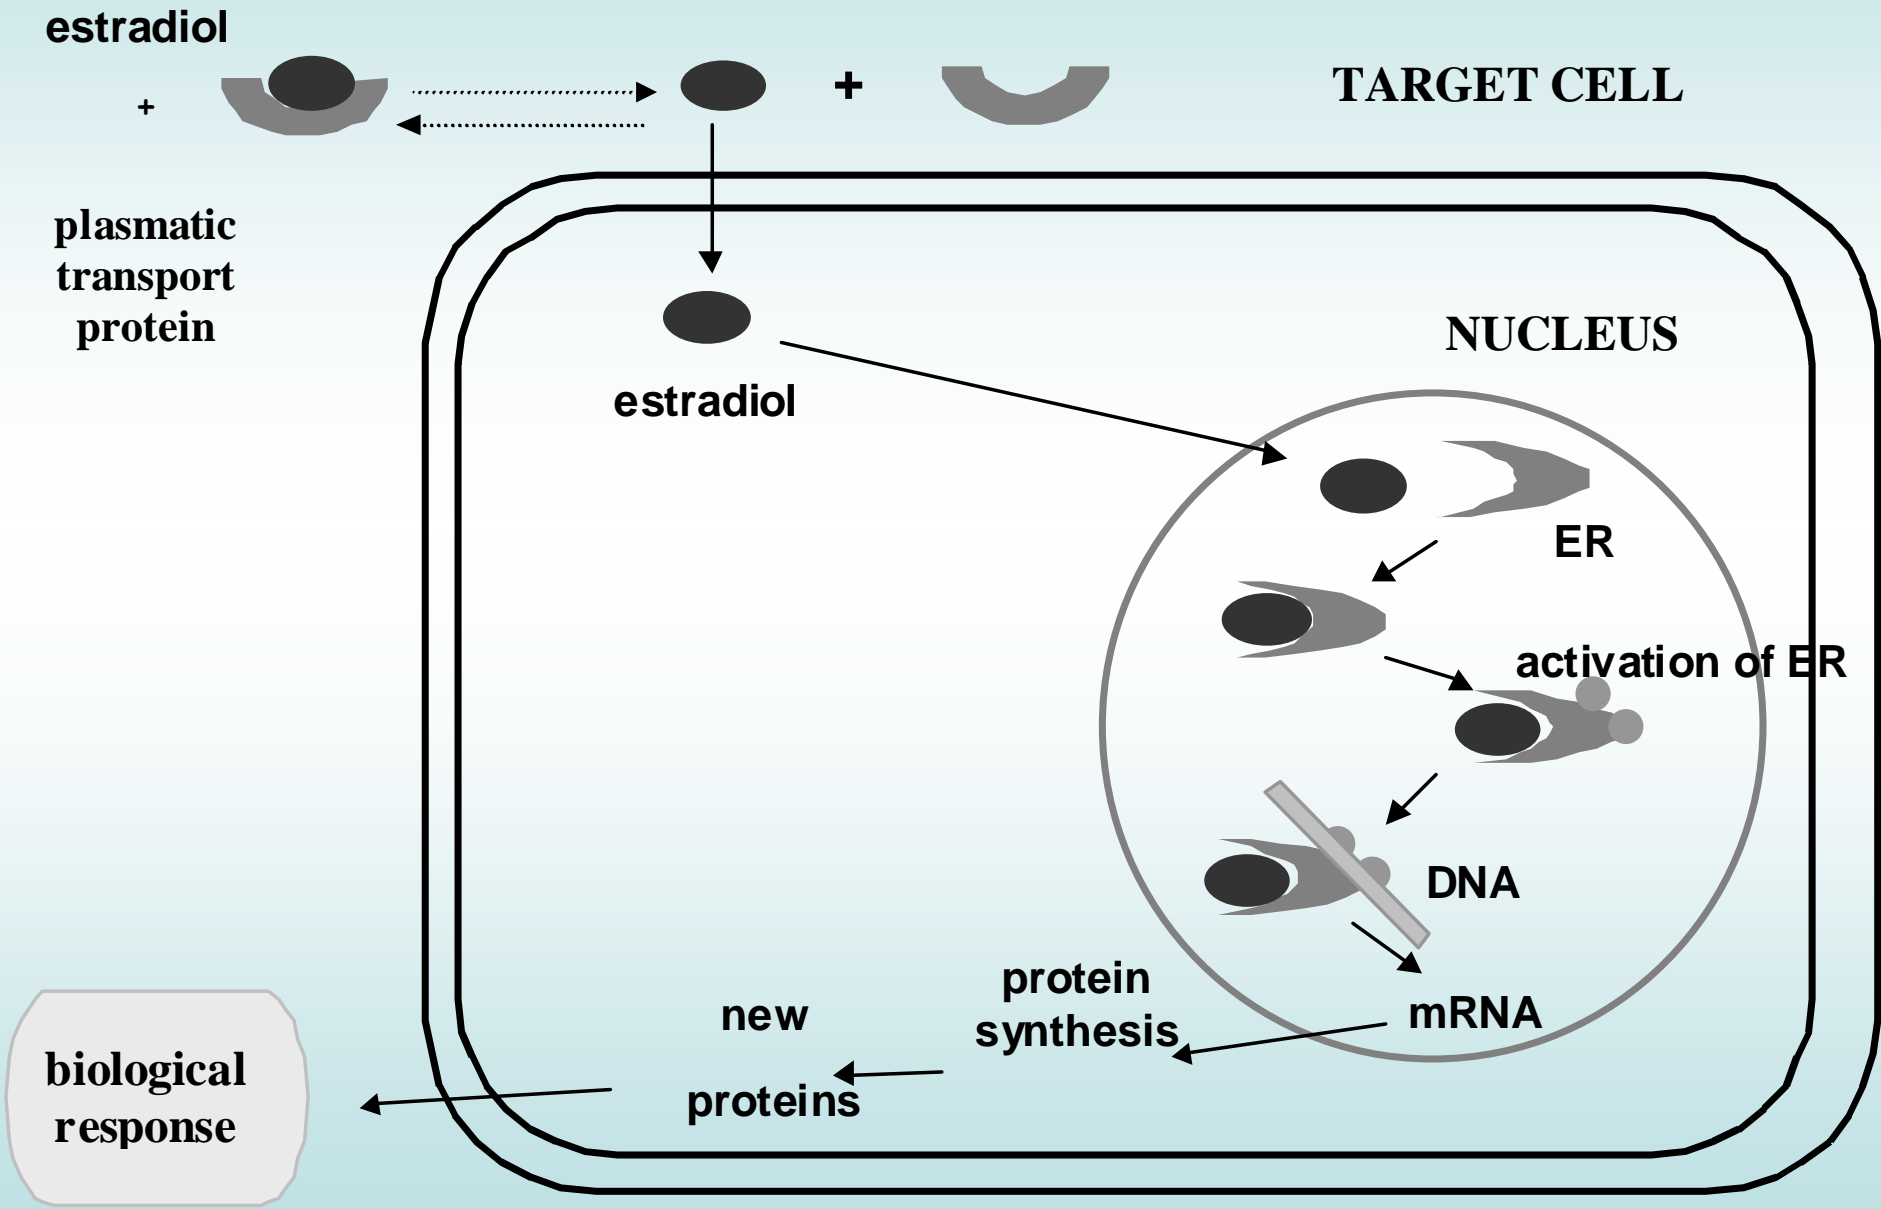 estradiol
+
+
TARGET CELL
plasmatic
transport
protein
NUCLEUS
estradiol
ER
activation of ER
DNA
mRNA
protein
synthesis
new
proteins
biological
response